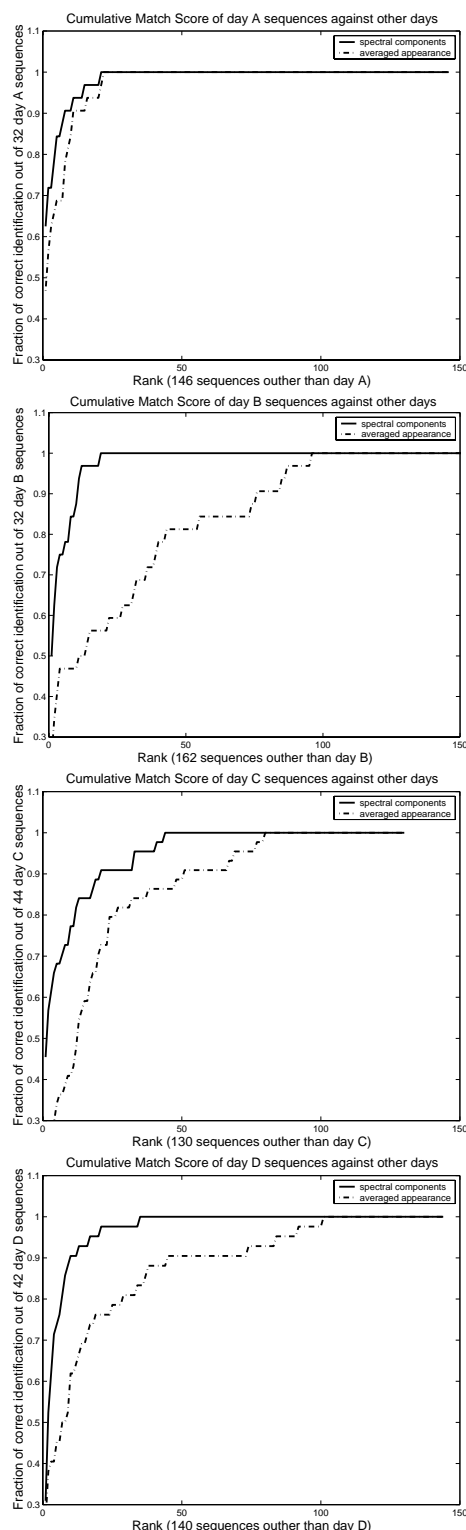 Cumulative Match Score of day A sequences against other days
1.1
spectral components
averaged appearance
1
0.9
0.8
0.7
0.6
0.5
0.4
0.3
Fraction of correct identification out of 32 day A sequences
0 50 100 150
Rank (146 sequences outher than day A)
Cumulative Match Score of day B sequences against other days
1.1
spectral components
averaged appearance
1
0.9
0.8
0.7
0.6
0.5
0.4
0.3
Fraction of correct identification out of 32 day B sequences
0 50 100 150
Rank (162 sequences outher than day B)
Cumulative Match Score of day C sequences against other days
1.1
spectral components
averaged appearance
1
0.9
0.8
0.7
0.6
0.5
0.4
0.3
Fraction of correct identification out of 44 day C sequences
0 50 100 150
Rank (130 sequences outher than day C)
Cumulative Match Score of day D sequences against other days
1.1
spectral components
averaged appearance
1
0.9
0.8
0.7
0.6
0.5
0.4
0.3
Fraction of correct identification out of 42 day D sequences
0 50 100 150
Rank (140 sequences outher than day D)